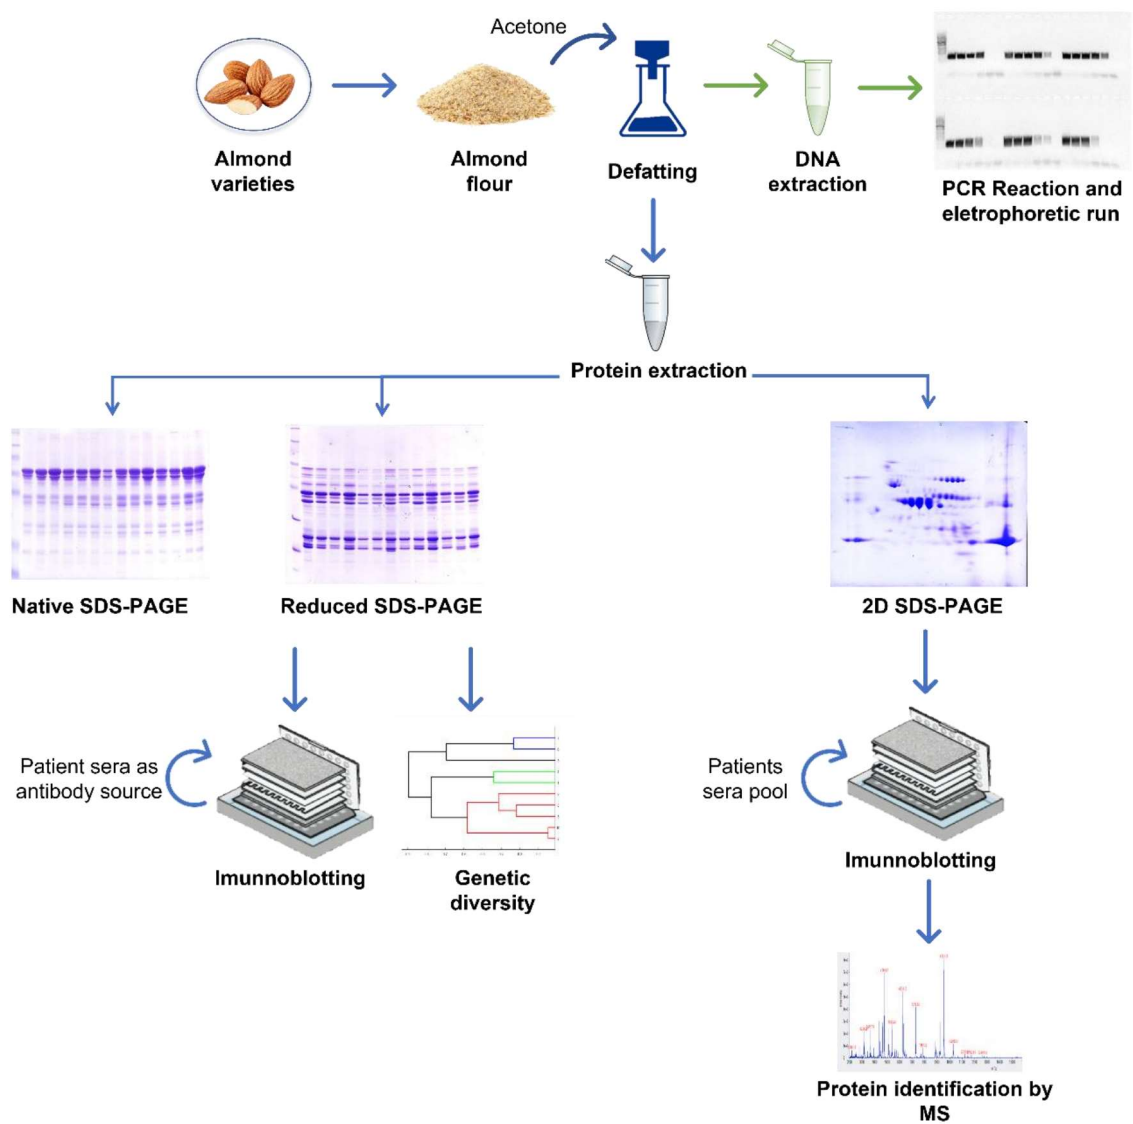 Acetone
Almond
varieties
Almond
flour
Defatting
DNA
extraction
PCR Reaction and
eletrophoretic run
Protein extraction
Native SDS-PAGE
Reduced SDS-PAGE
2D SDS-PAGE
Patient sera as
antibody source
Imunnoblotting
Genetic
diversity
Patients
sera pool
Imunnoblotting
Protein identification by
MS